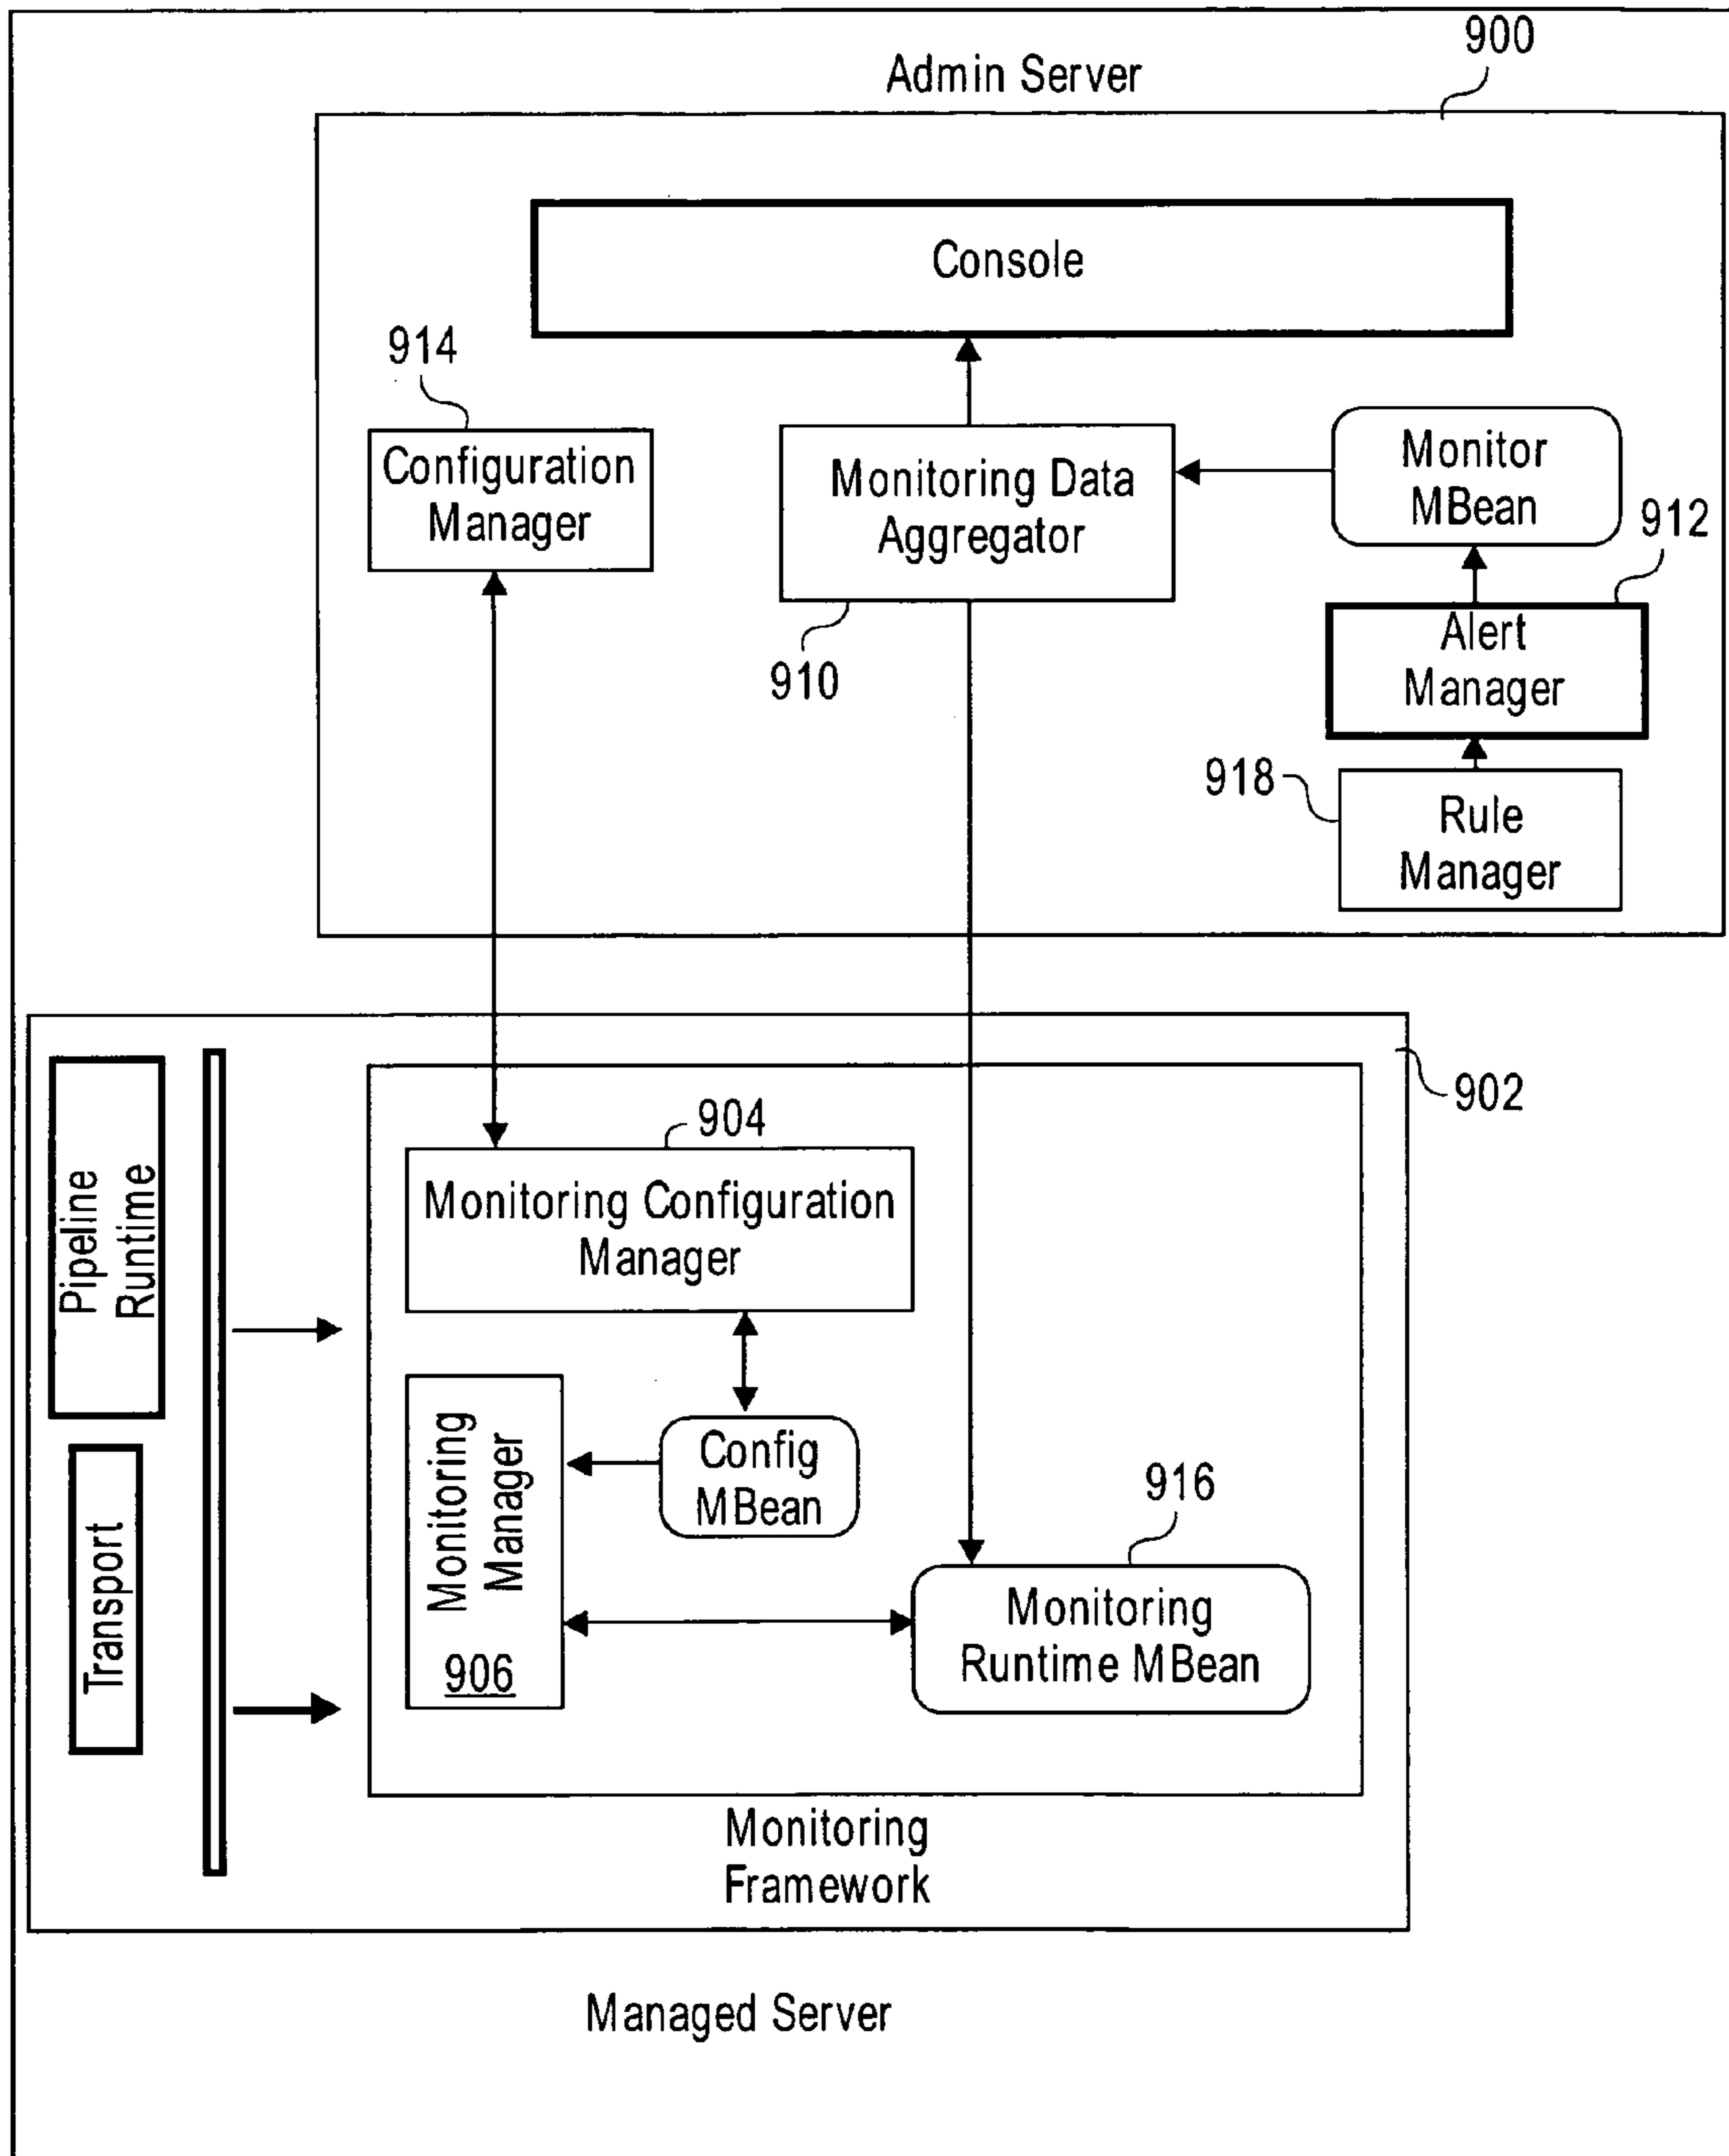 900
Admin Server
Console
914
Configuration
Manager
Monitoring Data
Aggregator
910
Monitor
MBean
912
Alert
Manager
918
Rule
Manager
902
Pipeline
Runtime
Transport
904
Monitoring Configuration
Manager
Monitoring
Manager
906
Config
MBean
916
Monitoring
Runtime MBean
Monitoring
Framework
Managed Server